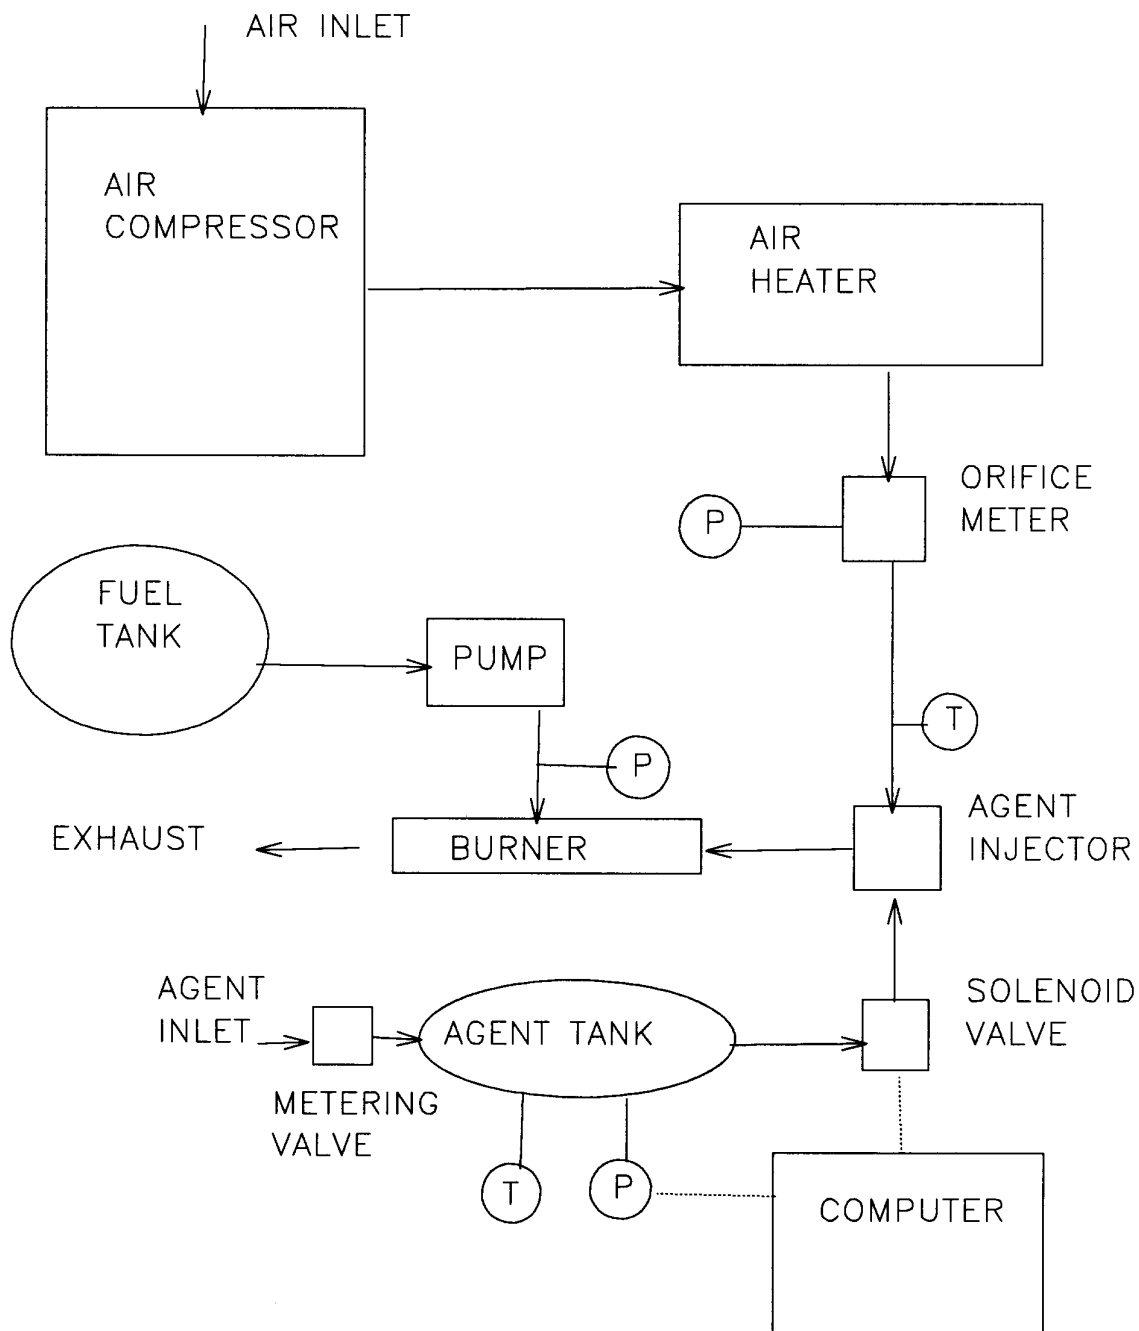 AIR INLET
AIR
COMPRESSOR
AIR
HEATER
ORIFICE
METER
P
FUEL
TANK
PUMP
T
P
AGENT
INJECTOR
EXHAUST
BURNER
AGENT
INLET
AGENT TANK
SOLENOID
VALVE
METERING
VALVE
T
P
COMPUTER